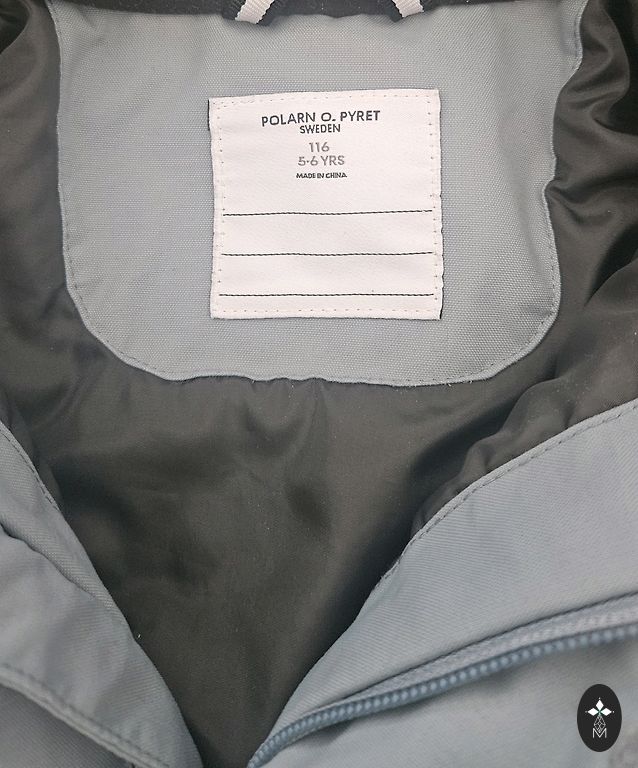 POLARN O. PYRET
SWEDEN
116
5-6 YRS
MADE IN CHINA
M